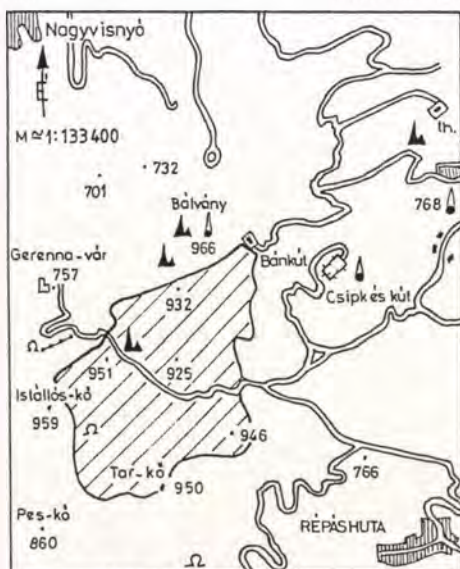 Nagyvisnyó
É
M≈1:133400
lh.
732
701
768
Bálvány
966
Gerenna-vár
757
Bánkút
Csipkés kút
932
951
925
Istállós-kő
959
946
Tar-kő
950
766
Pes-kő
860
RÉPÁSHUTA